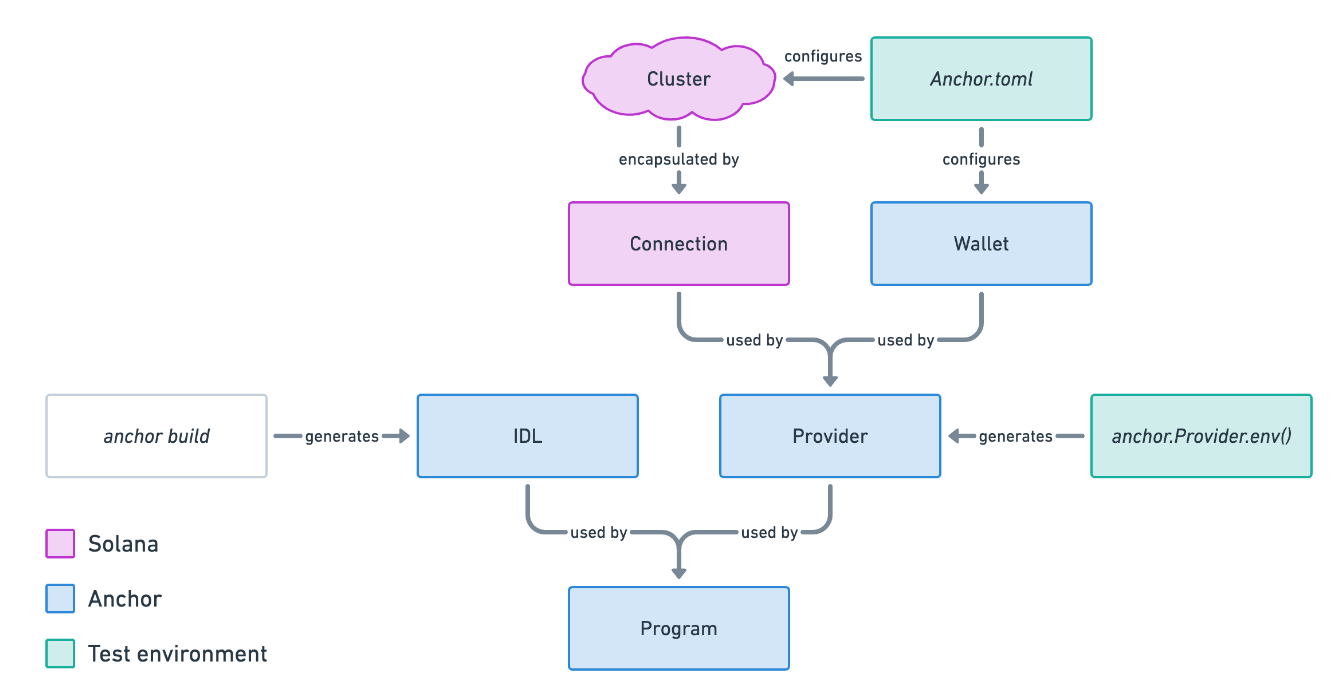 Cluster
configures
Anchor.toml
encapsulated by
configures
Connection
Wallet
used by
used by
anchor build
generates
IDL
Provider
generates
anchor.Provider.env()
used by
used by
Solana
Anchor
Program
Test environment